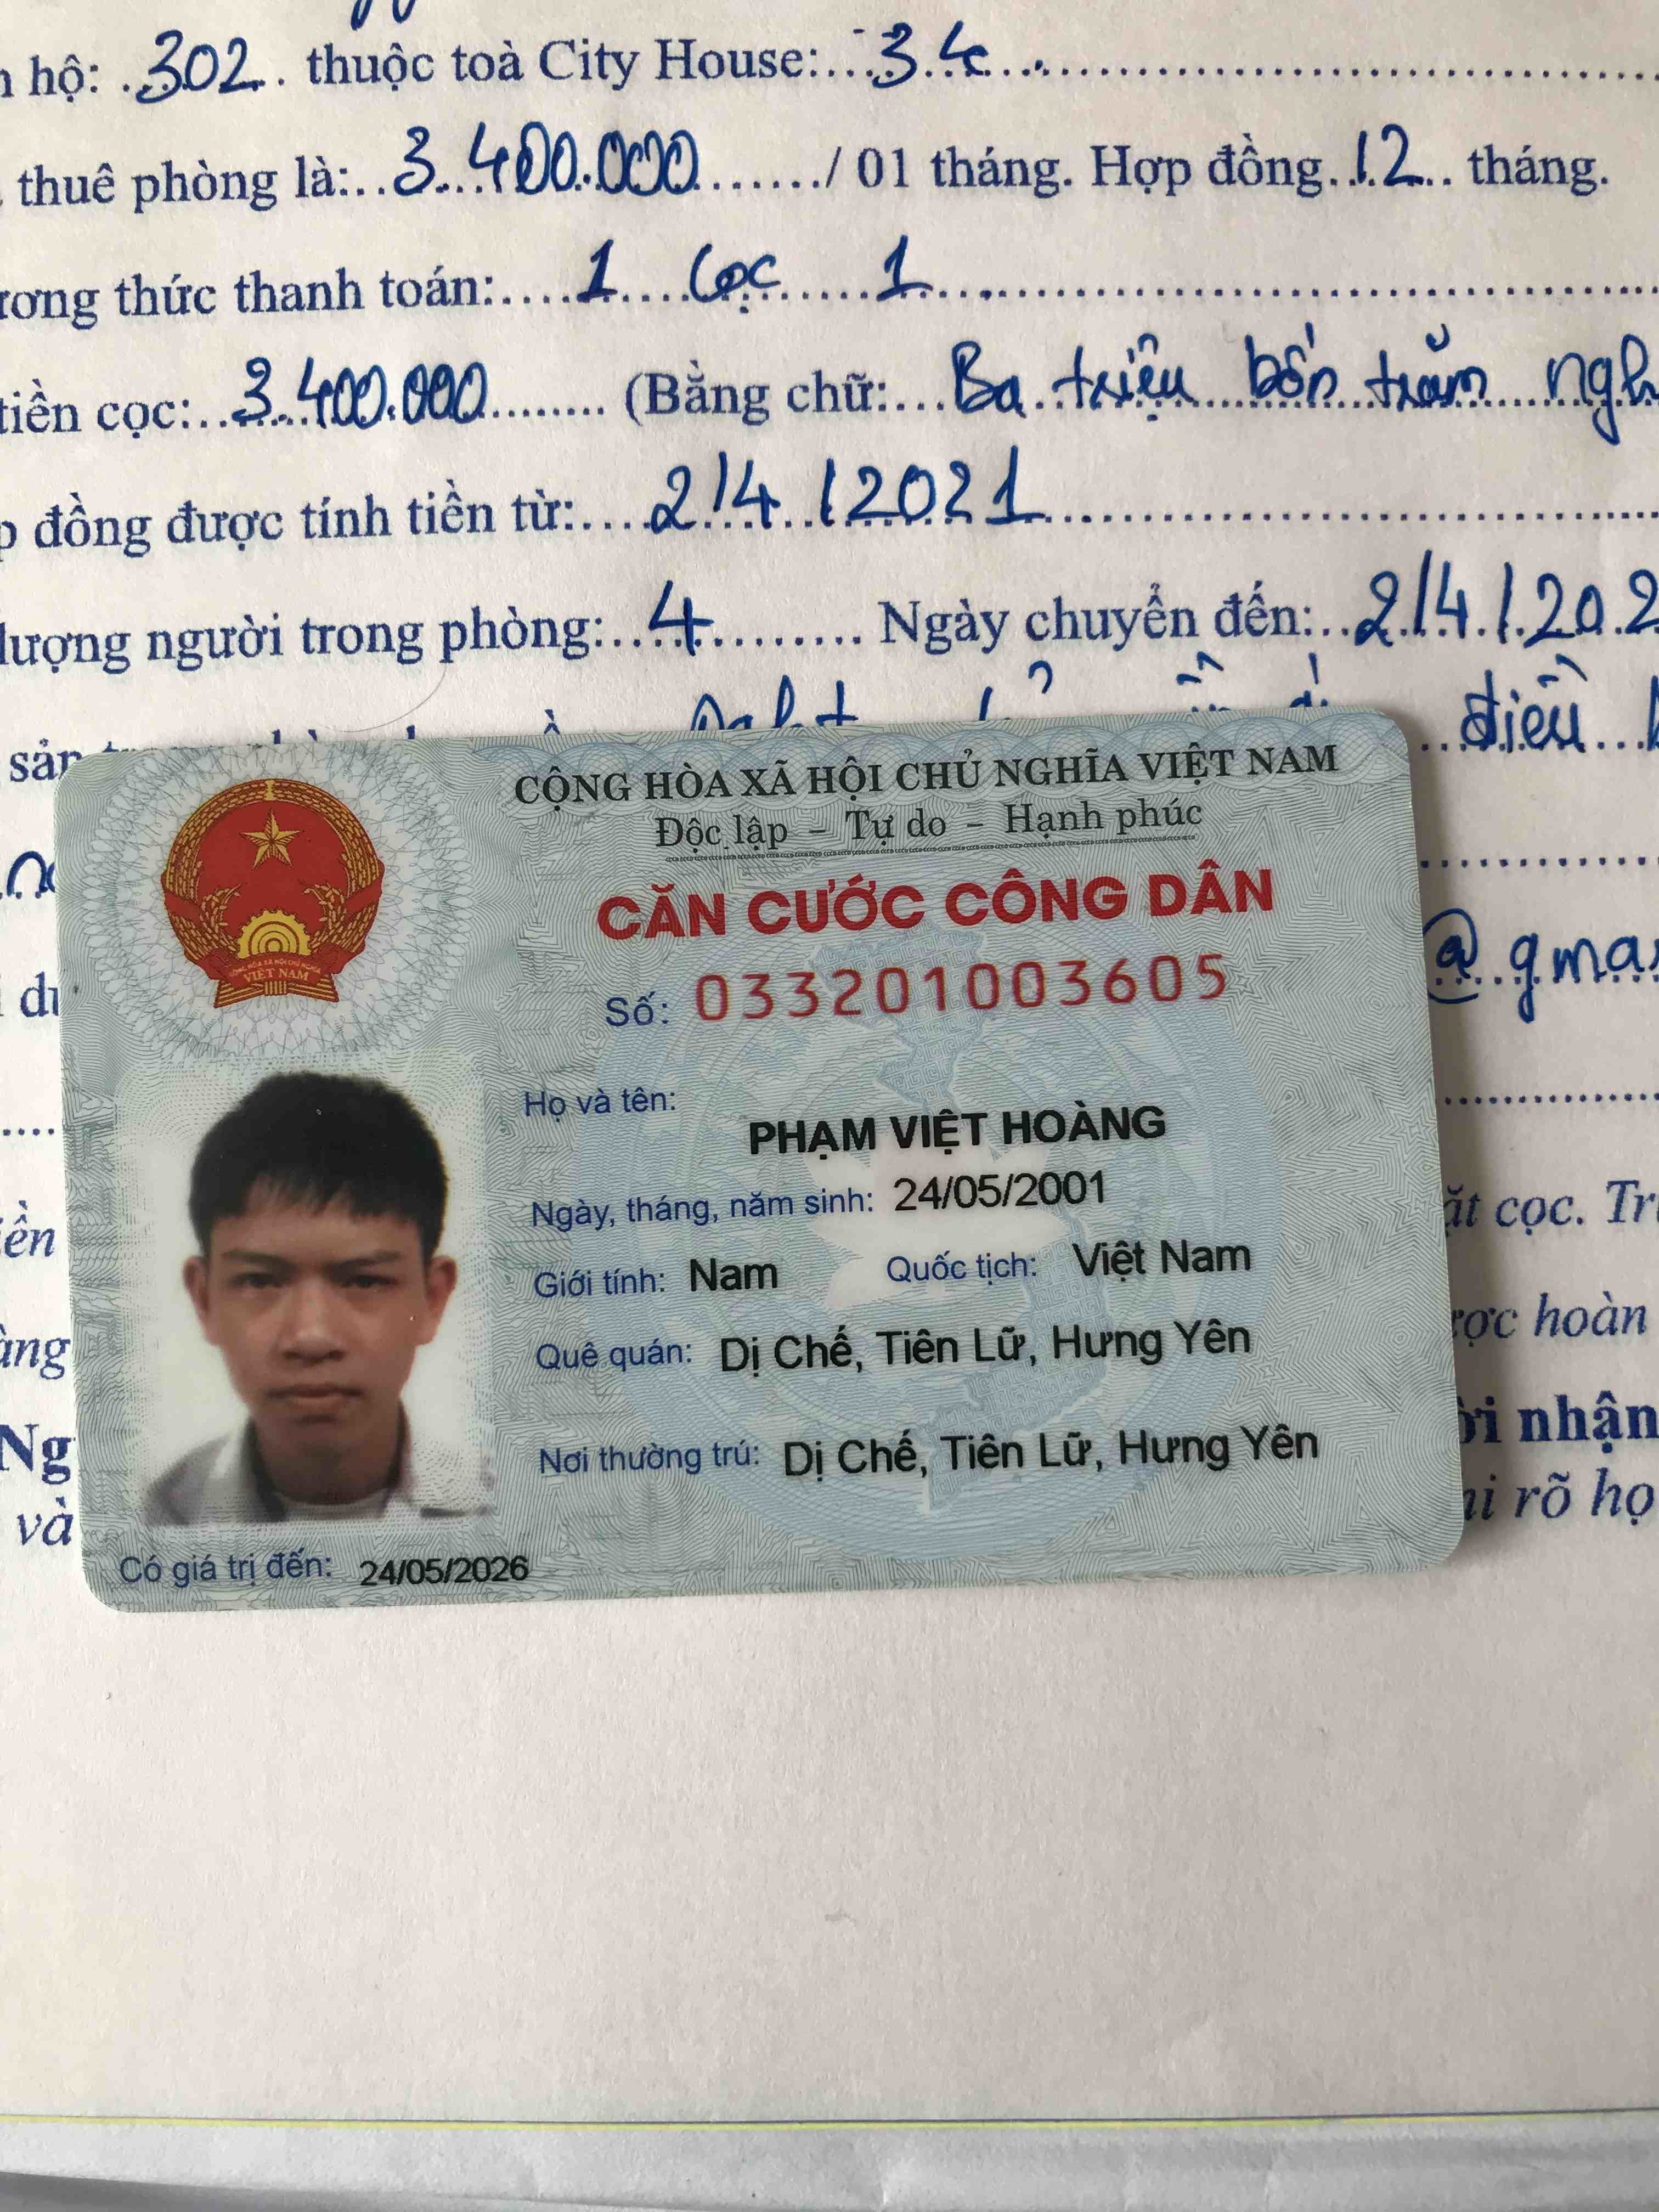 hộ: 302 thuộc toà City House: 34
thuê phòng là: 3.400.000 / 01 tháng. Hợp đồng 12 tháng.
thức thanh toán: 1 cọc 1
tiền cọc: 3.400.000 (Bằng chữ: Ba triệu bốn trăm
đồng được tính tiền từ: 2/4/2021
lượng người trong phòng: 4 Ngày chuyển đến: 2/4/202
sản điều
CỘNG HÒA XÃ HỘI CHỦ NGHĨA VIỆT NAM
Độc lập – Tự do – Hạnh phúc
CĂN CƯỚC CÔNG DÂN
VIỆT NAM
Số: 033201003605
Họ và tên:
PHẠM VIỆT HOÀNG
Ngày, tháng, năm sinh: 24/05/2001
Giới tính: Nam Quốc tịch: Việt Nam
Quê quán: Dị Chế, Tiên Lữ, Hưng Yên
Nơi thường trú: Dị Chế, Tiên Lữ, Hưng Yên
Có giá trị đến: 24/05/2026
@gma
cọc.
hoàn
nhận
và rõ họ